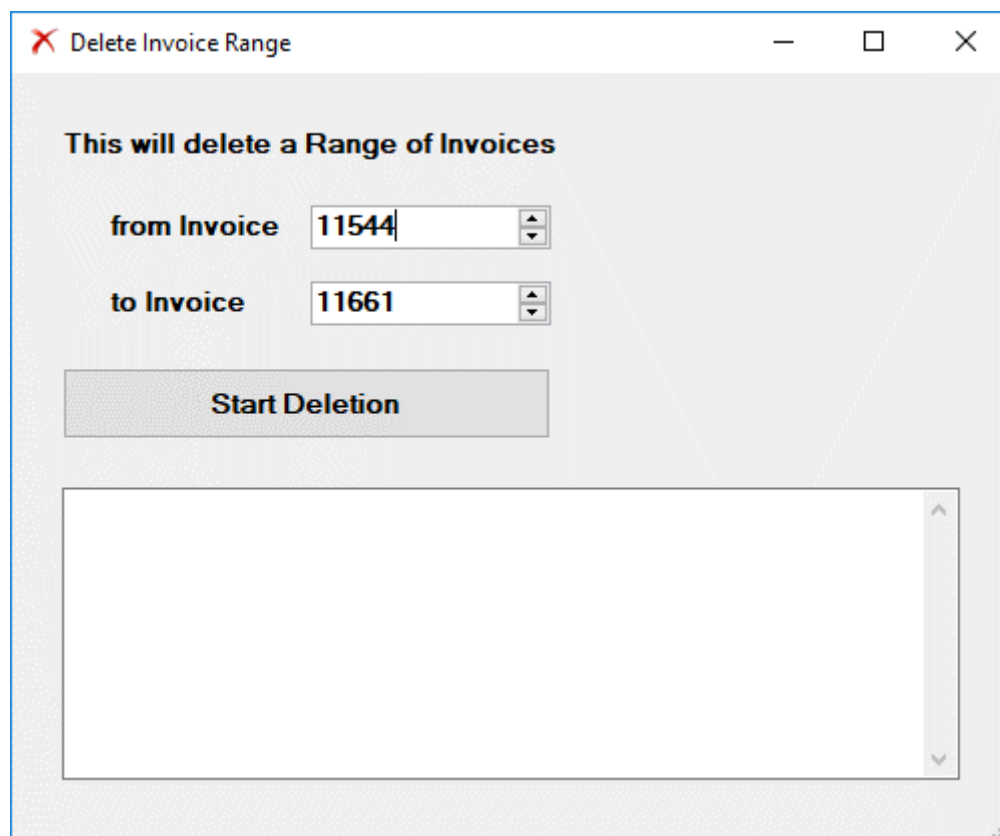 Delete Invoice Range
This will delete a Range of Invoices
from Invoice 11544
to Invoice 11661
Start Deletion